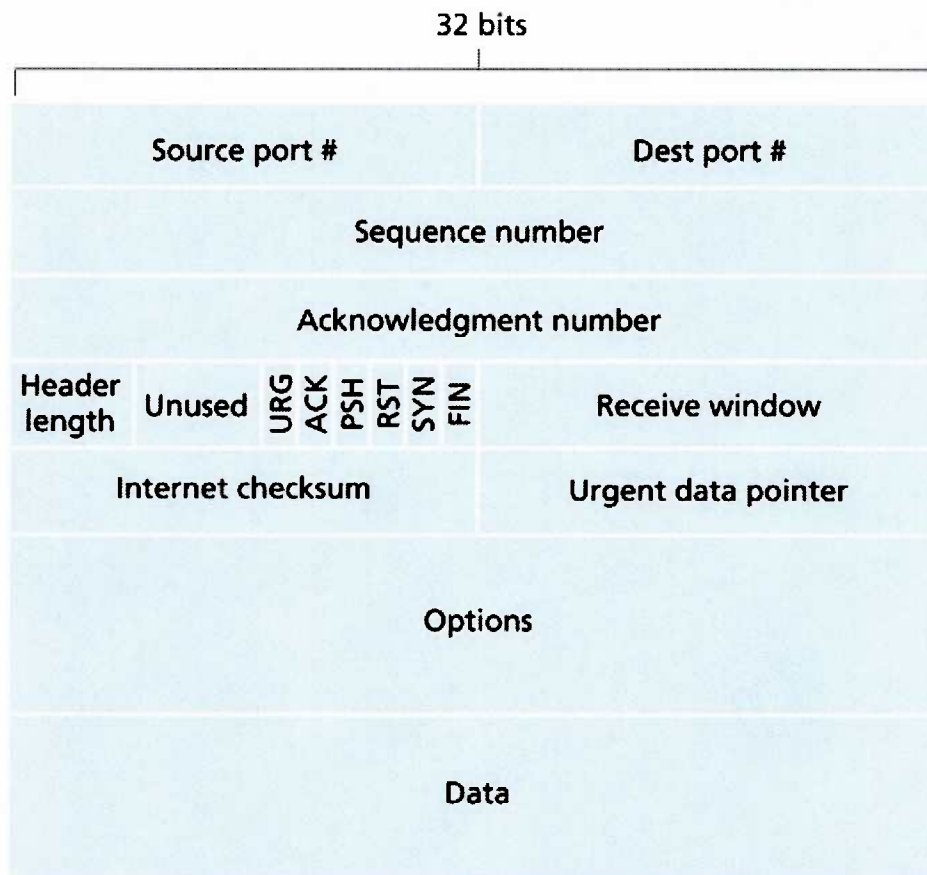 32 bits
Source port #
Dest port #
Sequence number
Acknowledgment number
Header
length
Unused
URG
ACK
PSH
RST
SYN
FIN
Receive window
Internet checksum
Urgent data pointer
Options
Data